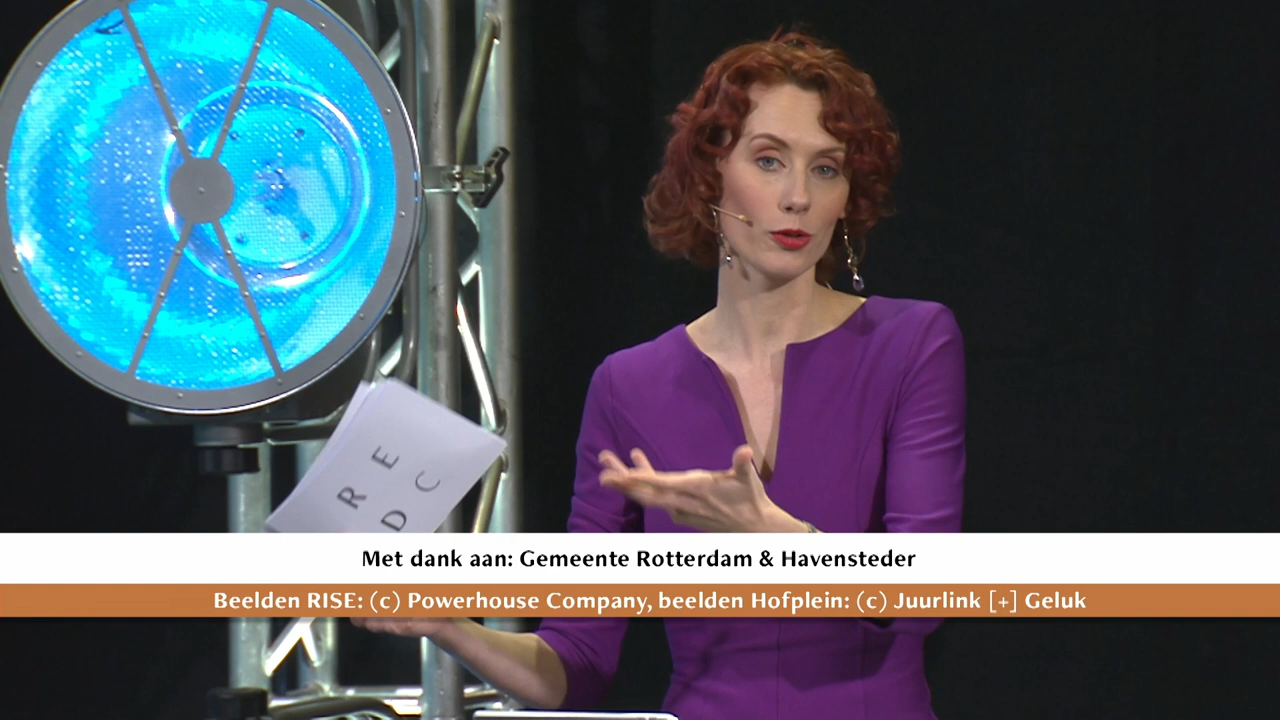 R E
D C
Met dank aan: Gemeente Rotterdam & Havensteder
Beelden RISE: (c) Powerhouse Company, beelden Hofplein: (c) Juurlink [+] Geluk